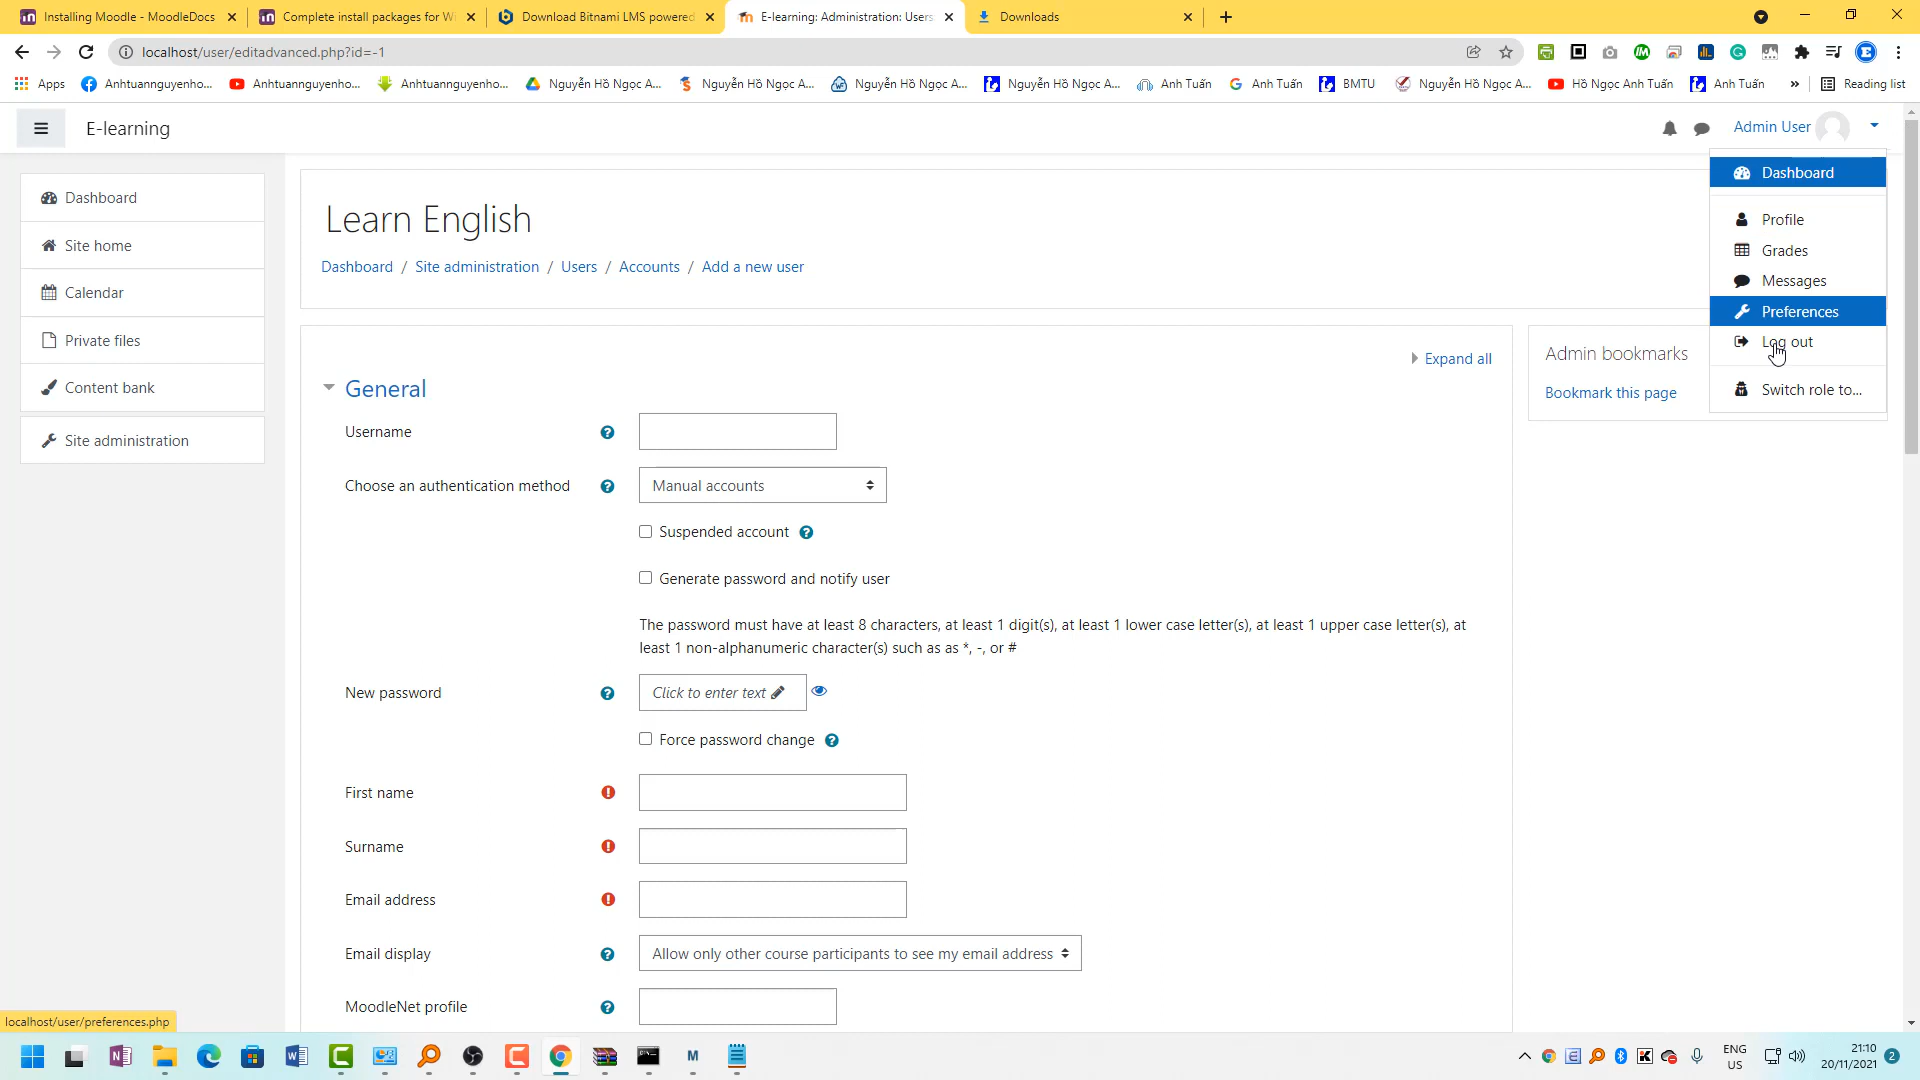 Installing Moodle - MoodleDocs
Complete install packages for Wi
Download Bitnami LMS powered
E-learning: Administration: Users:
Downloads
localhost/user/editadvanced.php?id=-1
Apps
Anhtuannguyenho...
Anhtuannguyenho...
Anhtuannguyenho...
Nguyễn Hồ Ngọc A...
Nguyễn Hồ Ngọc A...
Nguyễn Hồ Ngọc A...
Nguyễn Hồ Ngọc A...
Anh Tuấn
Anh Tuấn
BMTU
Nguyễn Hồ Ngọc A...
Hồ Ngọc Anh Tuấn
Anh Tuấn
»
Reading list
E-learning
Admin User
Dashboard
Site home
Calendar
Private files
Content bank
Site administration
Learn English
Dashboard / Site administration / Users / Accounts / Add a new user
Dashboard
Profile
Grades
Messages
Preferences
Log out
Switch role to...
Admin bookmarks
Bookmark this page
Expand all
General
Username
Choose an authentication method
Manual accounts
Suspended account
Generate password and notify user
The password must have at least 8 characters, at least 1 digit(s), at least 1 lower case letter(s), at least 1 upper case letter(s), at
least 1 non-alphanumeric character(s) such as as *, -, or #
New password
Click to enter text
Force password change
First name
Surname
Email address
Email display
Allow only other course participants to see my email address
MoodleNet profile
localhost/user/preferences.php
ENG
US
21:10
20/11/2021
2